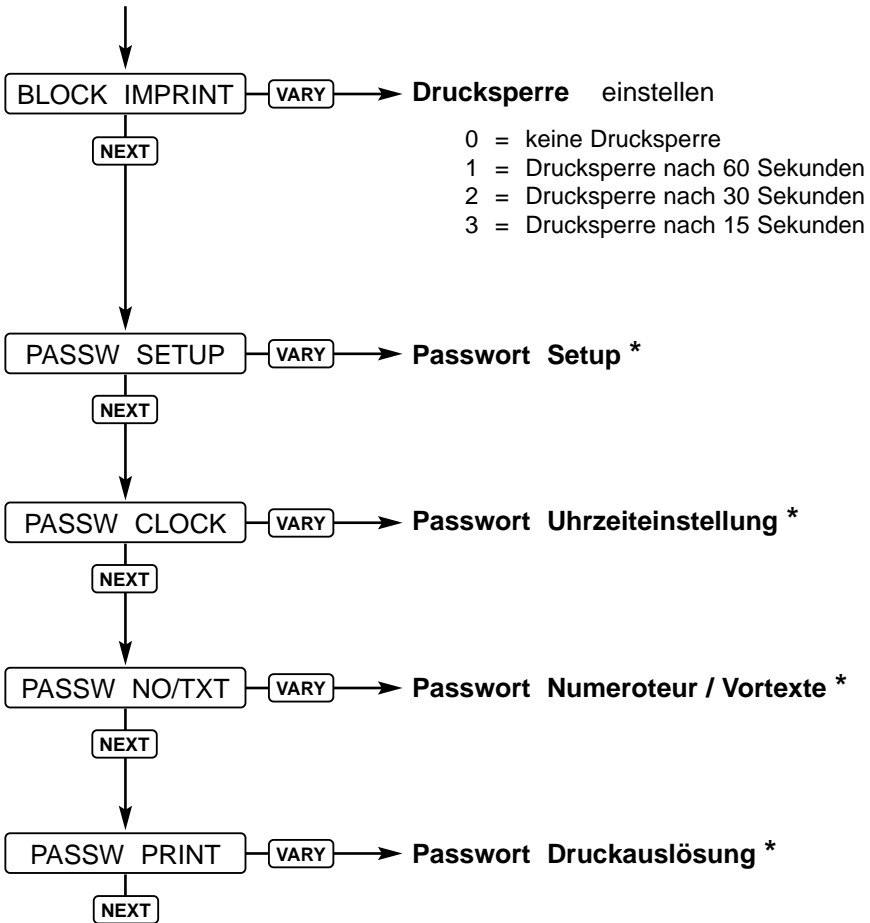 BLOCK IMPRINT VARY Drucksperre einstellen
NEXT
0 = keine Drucksperre
1 = Drucksperre nach 60 Sekunden
2 = Drucksperre nach 30 Sekunden
3 = Drucksperre nach 15 Sekunden
PASSW SETUP VARY Passwort Setup *
NEXT
PASSW CLOCK VARY Passwort Uhrzeiteinstellung *
NEXT
PASSW NO/TXT VARY Passwort Numeroteur / Vortexte *
NEXT
PASSW PRINT VARY Passwort Druckauslösung *
NEXT